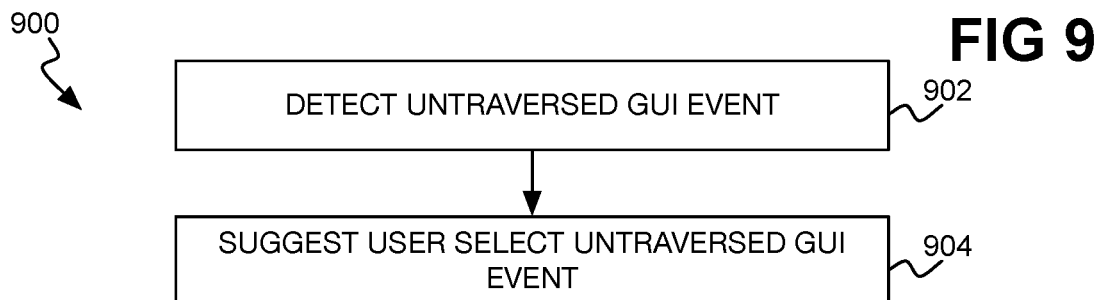 900
FIG 9
DETECT UNTRAVERSED GUI EVENT
902
SUGGEST USER SELECT UNTRAVERSED GUI
EVENT
904